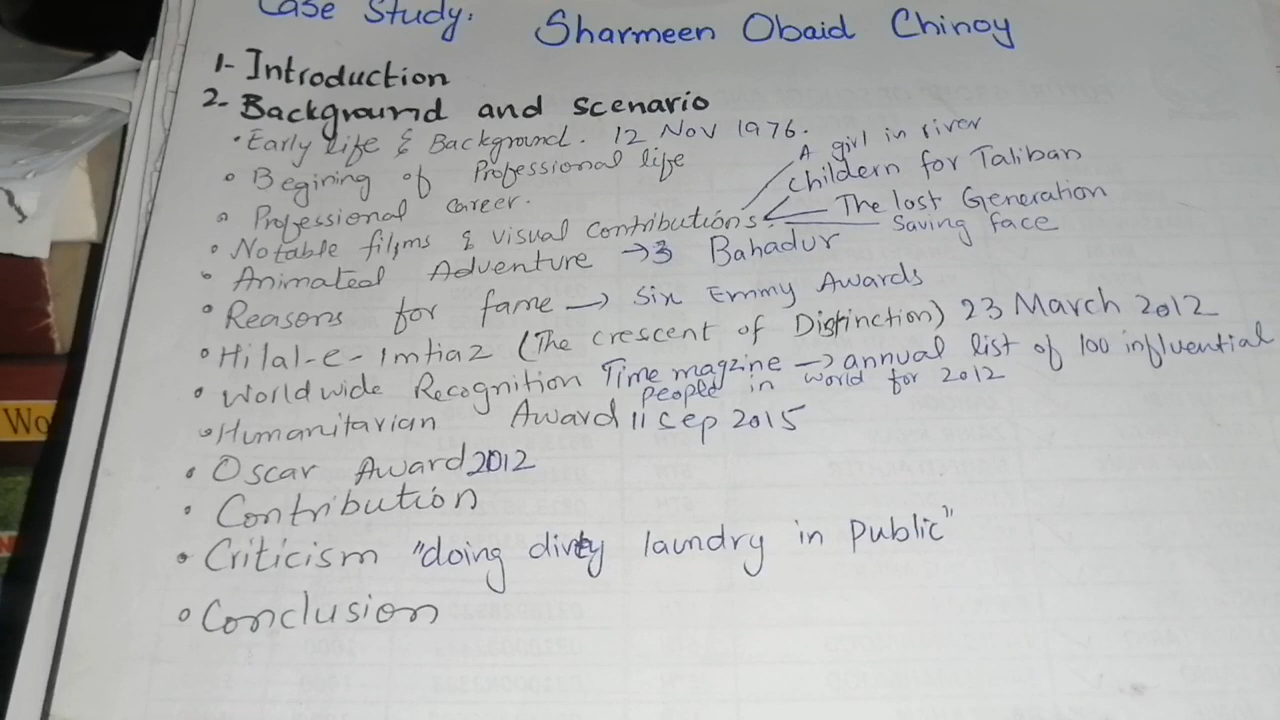 Case Study: Sharmeen Obaid Chinoy
1- Introduction
2- Background and scenario
• Early life & Background. 12 Nov 1976.
• Begining of Professional life
• Professional career.
• Notable films & visual contributions.
A girl in river
Childern for Taliban
The lost Generation
Saving face
• Animated Adventure → 3 Bahadur
• Reasons for fame → Six Emmy Awards
• Hilal-e-Imtiaz (The crescent of Distinction) 23 March 2012
• Worldwide Recognition Time magzine → annual list of 100 influential
people in world for 2012
• Humanitarian Award 11 Sep 2015
• Oscar Award 2012
• Contribution
• Criticism "doing dirty laundry in public"
• Conclusion
Wo